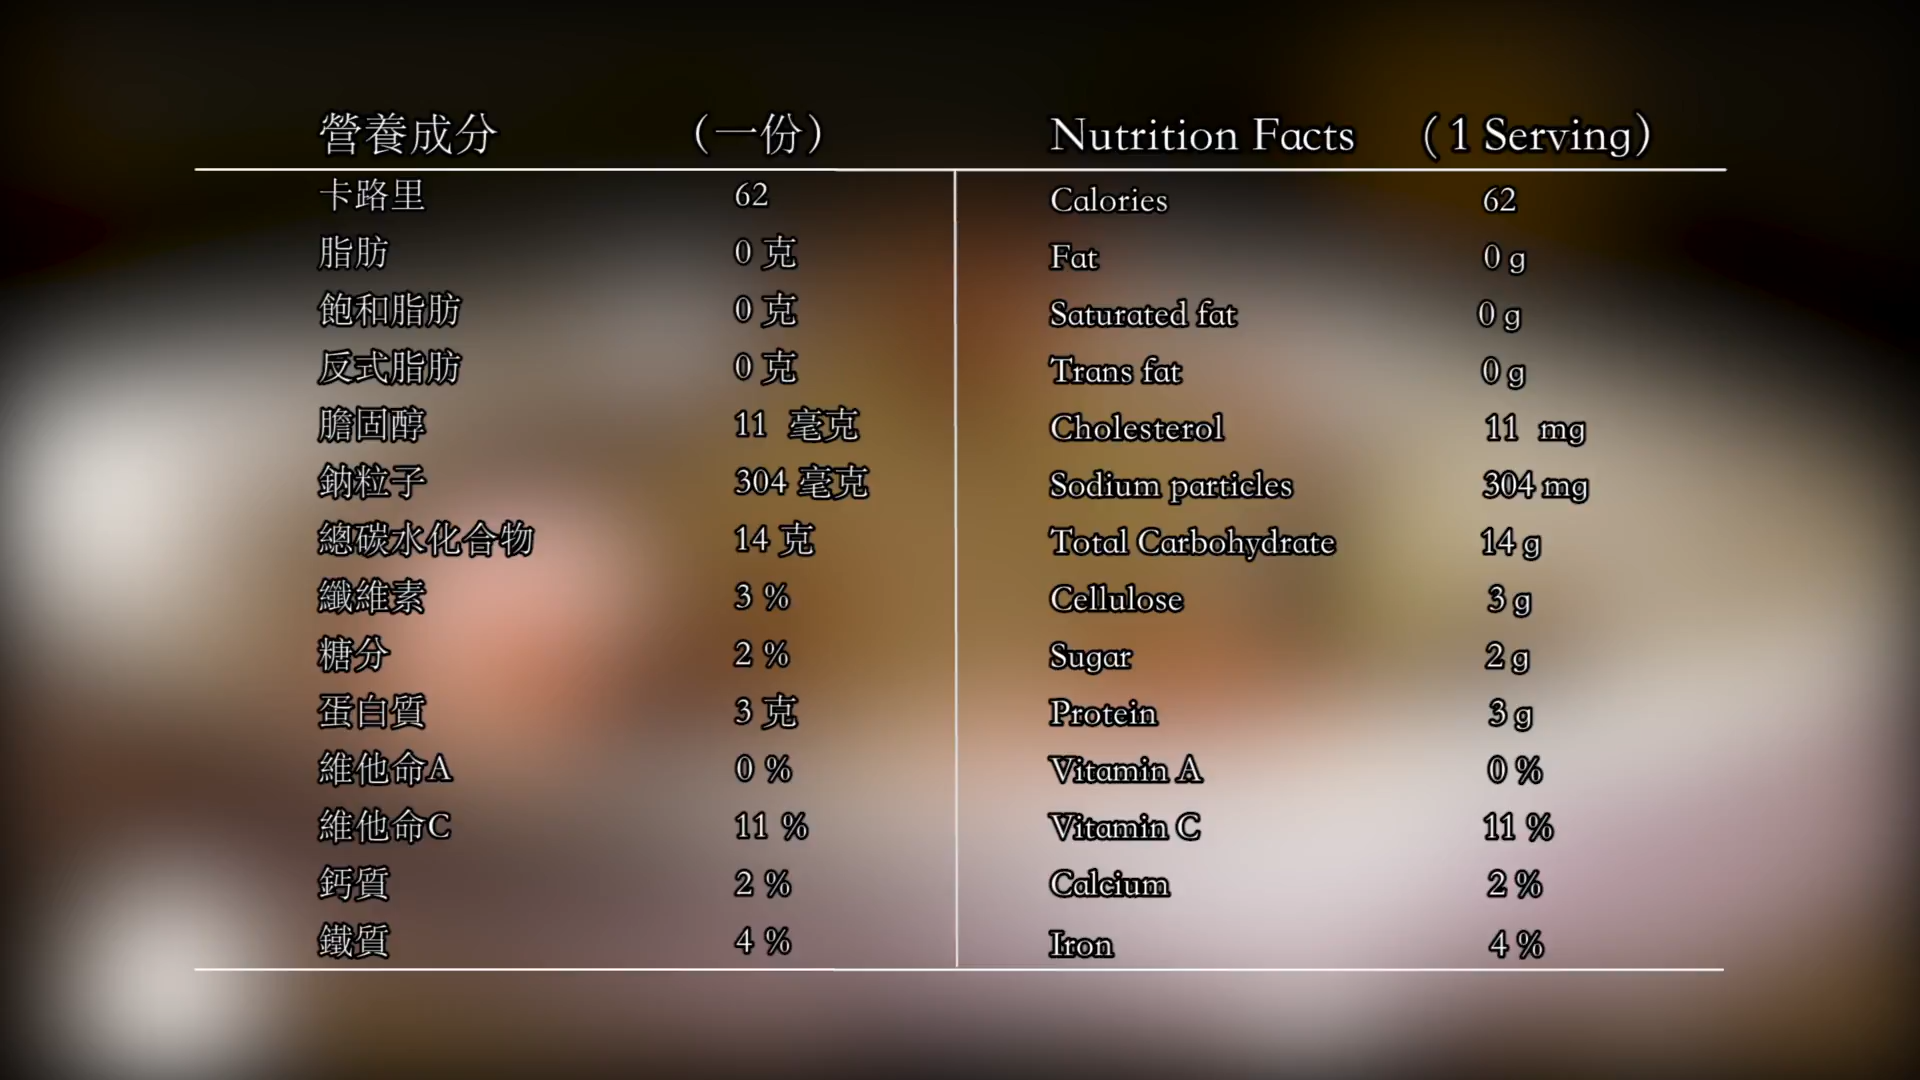 營養成分 （一份）
卡路里 62
脂肪 0 克
飽和脂肪 0 克
反式脂肪 0 克
膽固醇 11 毫克
鈉粒子 304 毫克
總碳水化合物 14 克
纖維素 3 %
糖分 2 %
蛋白質 3 克
維他命A 0 %
維他命C 11 %
鈣質 2 %
鐵質 4 %
Nutrition Facts （1 Serving）
Calories 62
Fat 0 g
Saturated fat 0 g
Trans fat 0 g
Cholesterol 11 mg
Sodium particles 304 mg
Total Carbohydrate 14 g
Cellulose 3 g
Sugar 2 g
Protein 3 g
Vitamin A 0 %
Vitamin C 11 %
Calcium 2 %
Iron 4 %